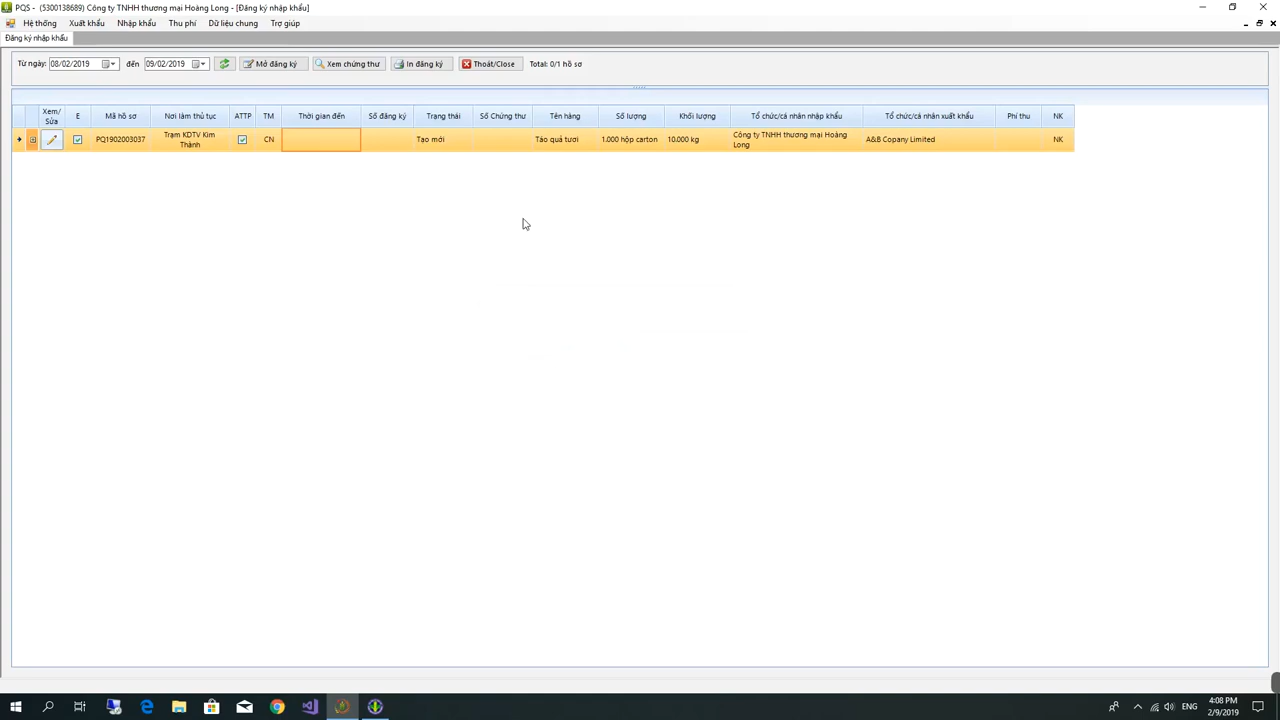 PQS - (5300138689) Công ty TNHH thương mại Hoàng Long - [Đăng ký nhập khẩu]
Hệ thống Xuất khẩu Nhập khẩu Thu phí Dữ liệu chung Trợ giúp
Đăng ký nhập khẩu
Từ ngày: 08/02/2019 đến 09/02/2019 Mở đăng ký Xem chứng thư In đăng ký Thoát/Close Total: 0/1 hồ sơ
Xem/
Sửa E Mã hồ sơ Nơi làm thủ tục ATTP TM Thời gian đến Số đăng ký Trạng thái Số Chứng thư Tên hàng Số lượng Khối lượng Tổ chức/cá nhân nhập khẩu Tổ chức/cá nhân xuất khẩu Phí thu NK
PQ1902003037 Trạm KDTV Kim
Thành CN Tạo mới Táo quả tươi 1.000 hộp carton 10.000 kg Công ty TNHH thương mại Hoàng
Long A&B Copany Limited NK
ENG 4:08 PM
2/9/2019